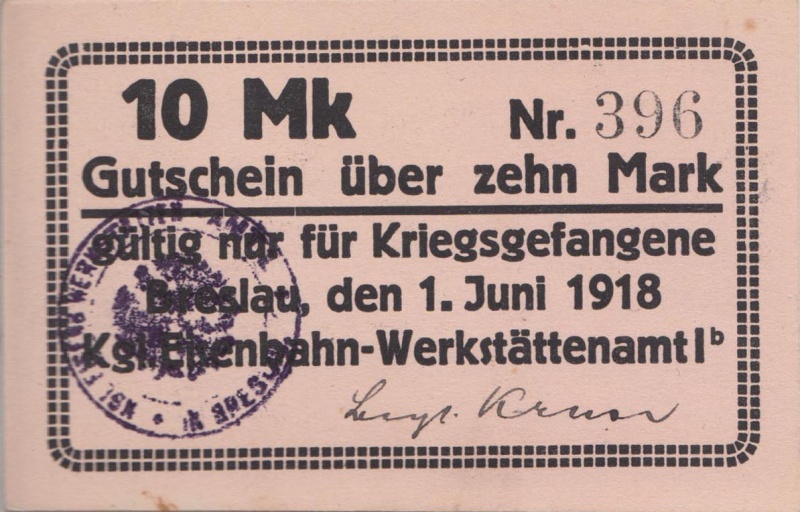 10 Mk Nr. 396
Gutschein über zehn Mark
gültig nur für Kriegsgefangene
Breslau, den 1. Juni 1918
Kgl. Eisenbahn-Werkstättenamt Iᵇ